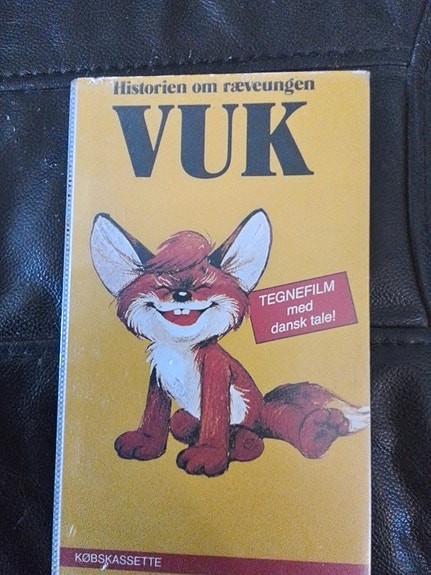 Historien om ræveungen
VUK
TEGNEFILM
med
dansk tale!
KØBSKASSETTE